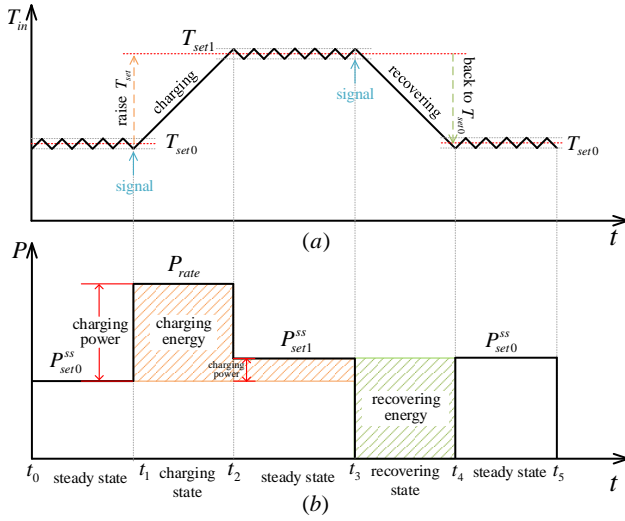 T_in
T_set1
raise T_set
charging
recovering
back to T_set0
signal
T_set0
T_set0
signal
t
(a)
P
P_rate
charging
power
charging
energy
P^ss_set0
P^ss_set1
P^ss_set0
charging
power
recovering
energy
t_0 steady state t_1 charging state t_2 steady state t_3 recovering state t_4 steady state t_5
t
(b)